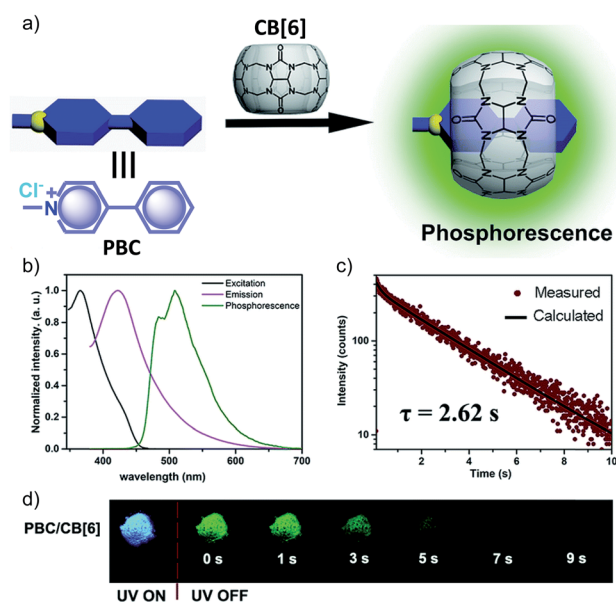 a)
CB[6]
Cl⁻
+
N
PBC
N
N
N
N
O
O
Phosphorescence
b)
Normalized intensity. (a. u.)
1.0
0.8
0.6
0.4
0.2
0.0
400
500
600
700
wavelength (nm)
Excitation
Emission
Phosphorescence
c)
Intensity (counts)
100
10
2
4
6
8
10
Time (s)
Measured
Calculated
τ = 2.62 s
d)
PBC/CB[6]
0 s
1 s
3 s
5 s
7 s
9 s
UV ON
UV OFF